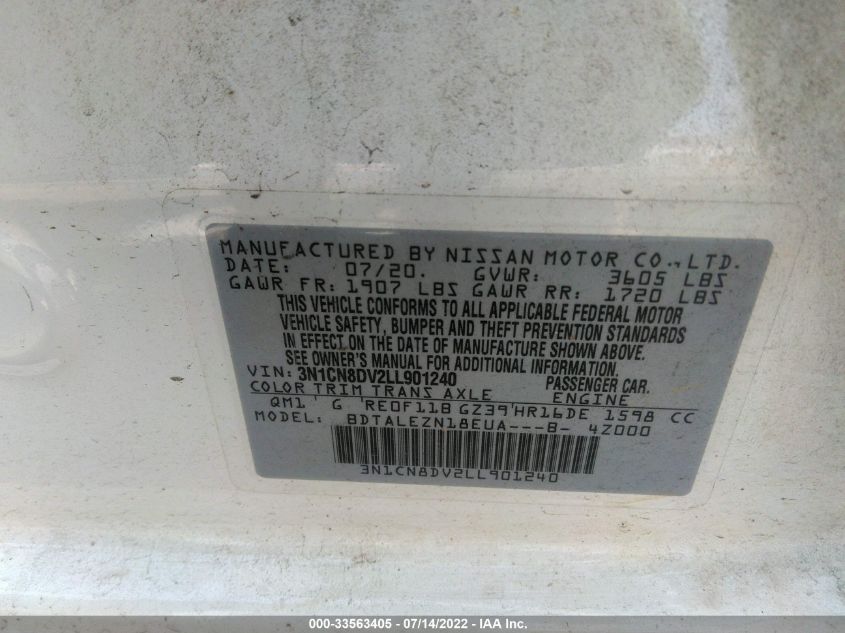 MANUFACTURED BY NISSAN MOTOR CO., LTD.
DATE: 07/20. GVWR: 3605 LBS
GAWR FR: 1907 LBS GAWR RR: 1720 LBS
THIS VEHICLE CONFORMS TO ALL APPLICABLE FEDERAL MOTOR
VEHICLE SAFETY, BUMPER AND THEFT PREVENTION STANDARDS
IN EFFECT ON THE DATE OF MANUFACTURE SHOWN ABOVE.
SEE OWNER'S MANUAL FOR ADDITIONAL INFORMATION.
VIN: 3N1CN8DV2LL901240 PASSENGER CAR
COLOR TRIM TRANS AXLE ENGINE
QM1 ' G 'RE0F11B GZ39'HR16DE 1598 CC
MODEL: BDTALEZN18EUA---B- 4Z000
3N1CN8DV2LL901240
000-33563405 - 07/14/2022 - IAA Inc.